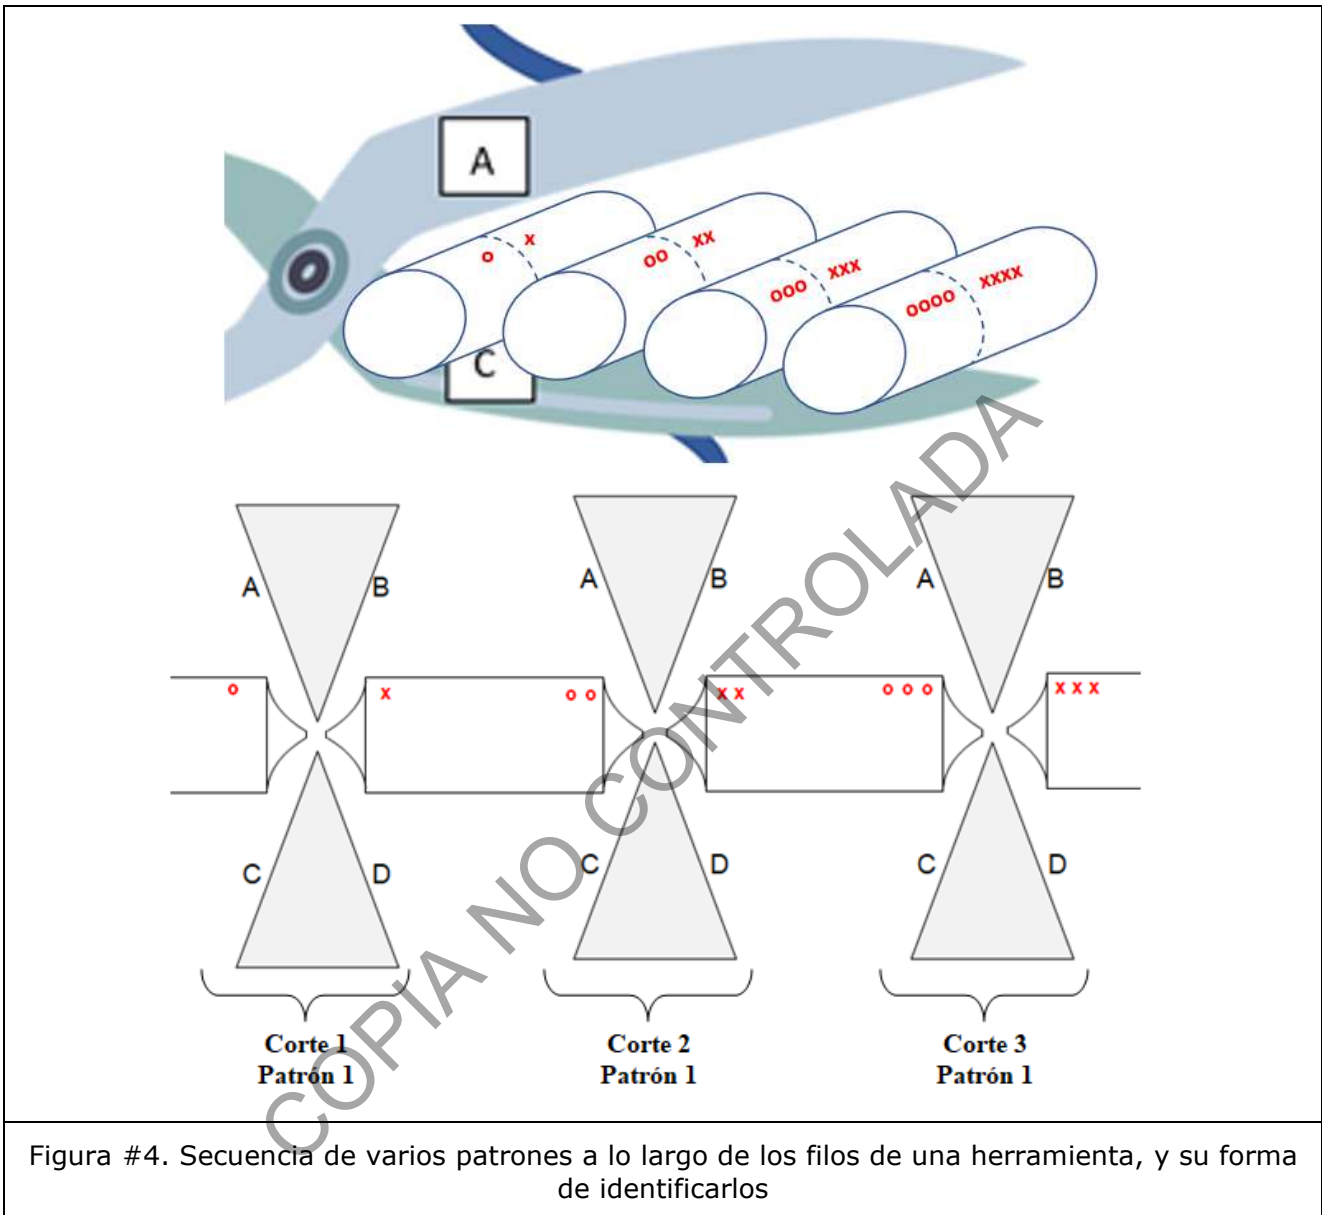 A
o x
oo xx
ooo xxx
oooo xxxx
C
A B A B A B
o x o o x x o o o x x x
C D C D C D
Corte 1 Corte 2 Corte 3
Patrón 1 Patrón 1 Patrón 1
COPIA NO CONTROLADA
Figura #4. Secuencia de varios patrones a lo largo de los filos de una herramienta, y su forma
de identificarlos